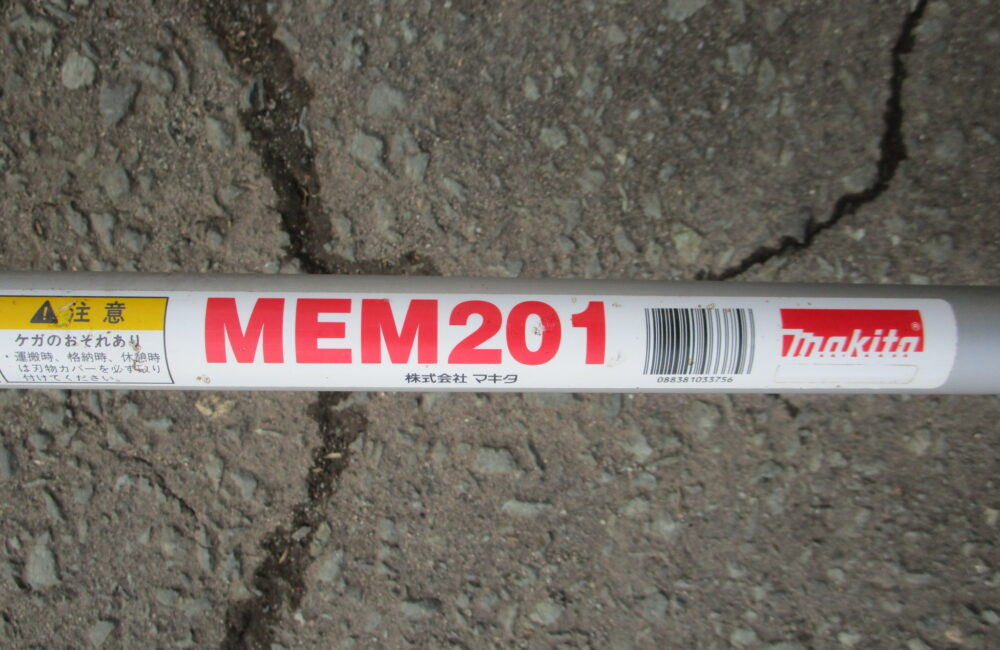 注意
ケガのおそれあり
・運搬時、格納時、休憩時
は刃物カバーを必ず取り
付けてください。
MEM201
株式会社 マキタ
088381033756
makita®